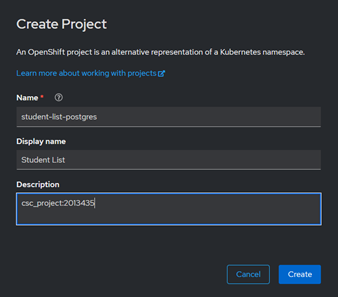 Create Project
An OpenShift project is an alternative representation of a Kubernetes namespace.
Learn more about working with projects
Name *
student-list-postgres
Display name
Student List
Description
csc_project:2013435
Cancel Create